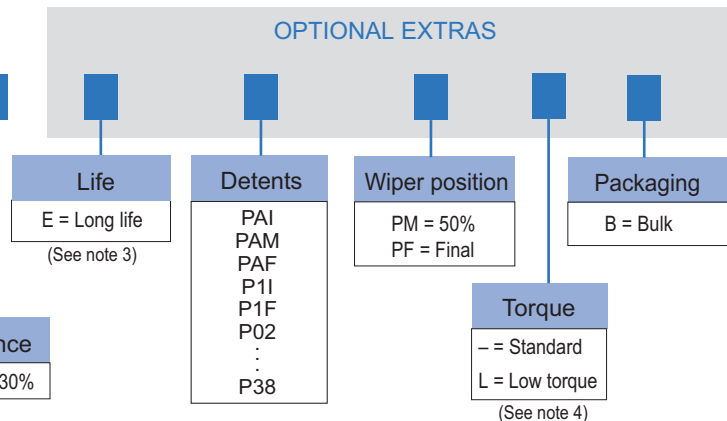 OPTIONAL EXTRAS
Life
E = Long life
(See note 3)
Detents
PAI
PAM
PAF
P1I
P1F
P02
:
:
P38
Wiper position
PM = 50%
PF = Final
Torque
– = Standard
L = Low torque
(See note 4)
Packaging
B = Bulk
nce
30%